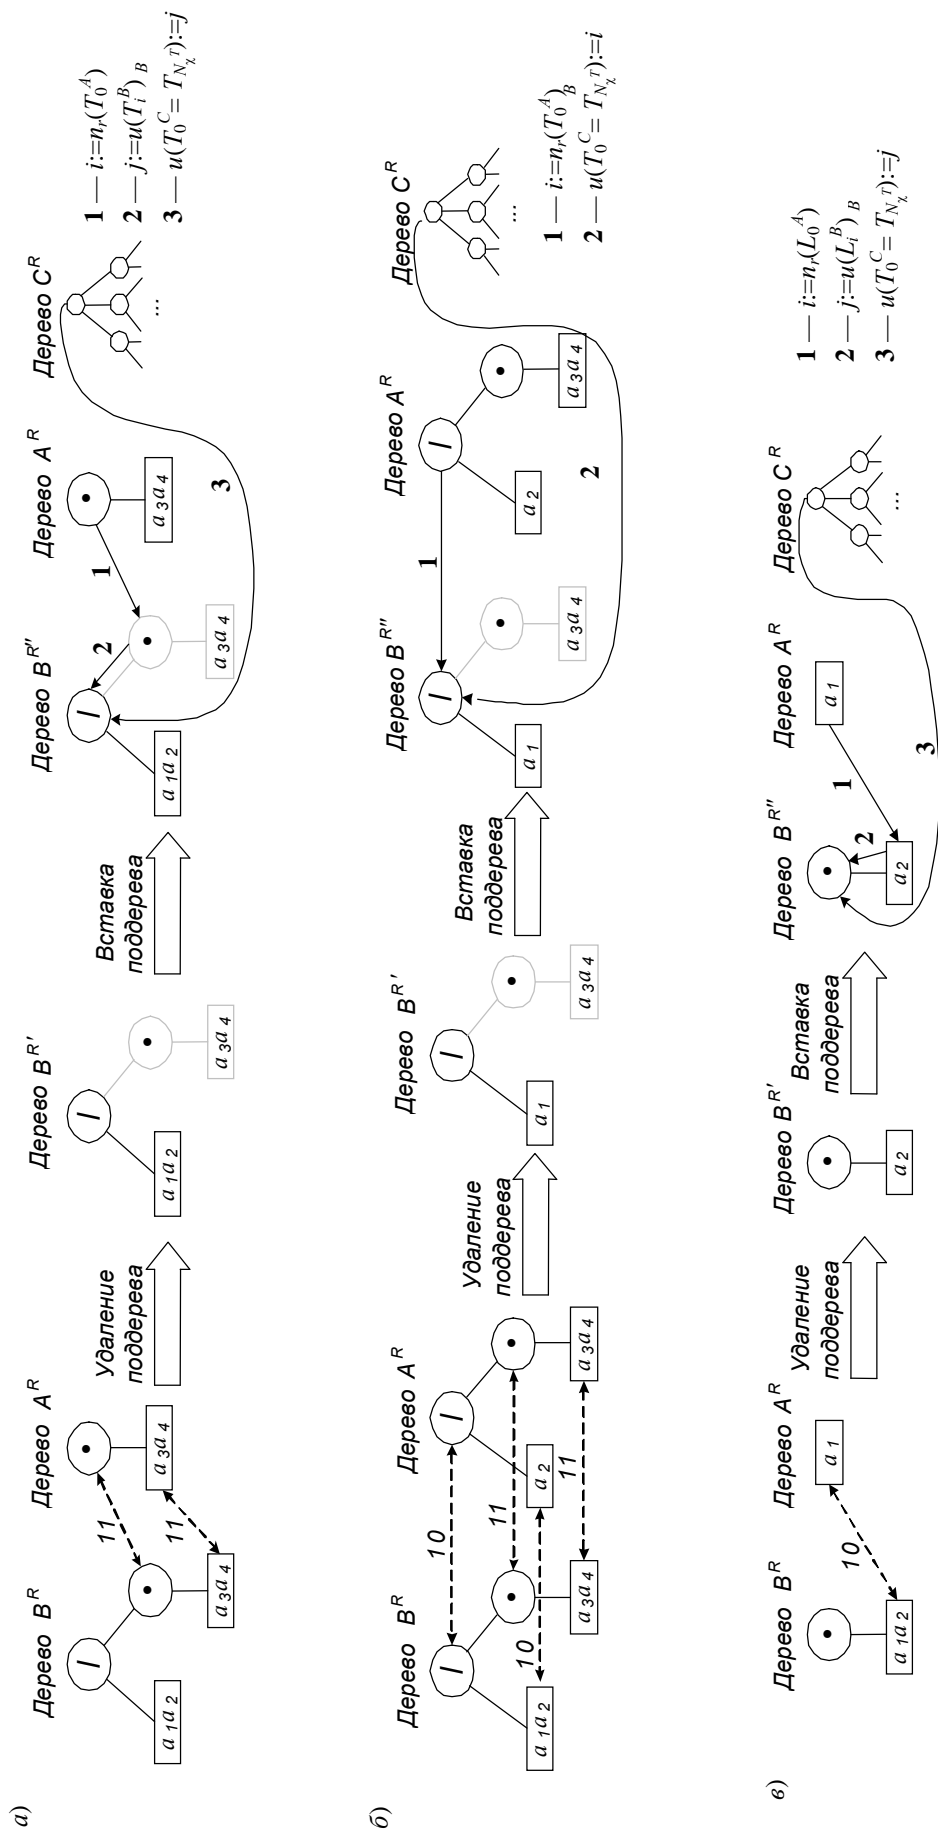 а)
Дерево B^R
Дерево A^R
|
•
a₁a₂
a₃a₄
•
a₃a₄
11
11
Удаление
поддерева
Дерево B^R'
|
•
a₁a₂
a₃a₄
Вставка
поддерева
Дерево B^R''
Дерево A^R
Дерево C^R
|
•
a₁a₂
a₃a₄
•
a₃a₄
1
2
3
...
1 — i:=n_r(T_0^A)_B
2 — j:=u(T_i^B)
3 — u(T_0^C = T_{N_χ^T}):=j
б)
Дерево B^R
Дерево A^R
|
•
a₁a₂
a₃a₄
|
•
a₂
a₃a₄
10
11
10
11
Удаление
поддерева
Дерево B^R'
|
•
a₁
a₃a₄
Вставка
поддерева
Дерево B^R''
Дерево A^R
Дерево C^R
|
•
a₁
a₃a₄
|
•
a₂
a₃a₄
1
2
...
1 — i:=n_r(T_0^A)_B
2 — u(T_0^C = T_{N_χ^T}):=i
в)
Дерево B^R
Дерево A^R
•
a₁a₂
a₁
10
Удаление
поддерева
Дерево B^R'
•
a₂
Вставка
поддерева
Дерево B^R''
Дерево A^R
Дерево C^R
•
a₂
a₁
1
2
3
...
1 — i:=n_r(L_0^A)_B
2 — j:=u(L_i^B)
3 — u(T_0^C = T_{N_χ^T}):=j